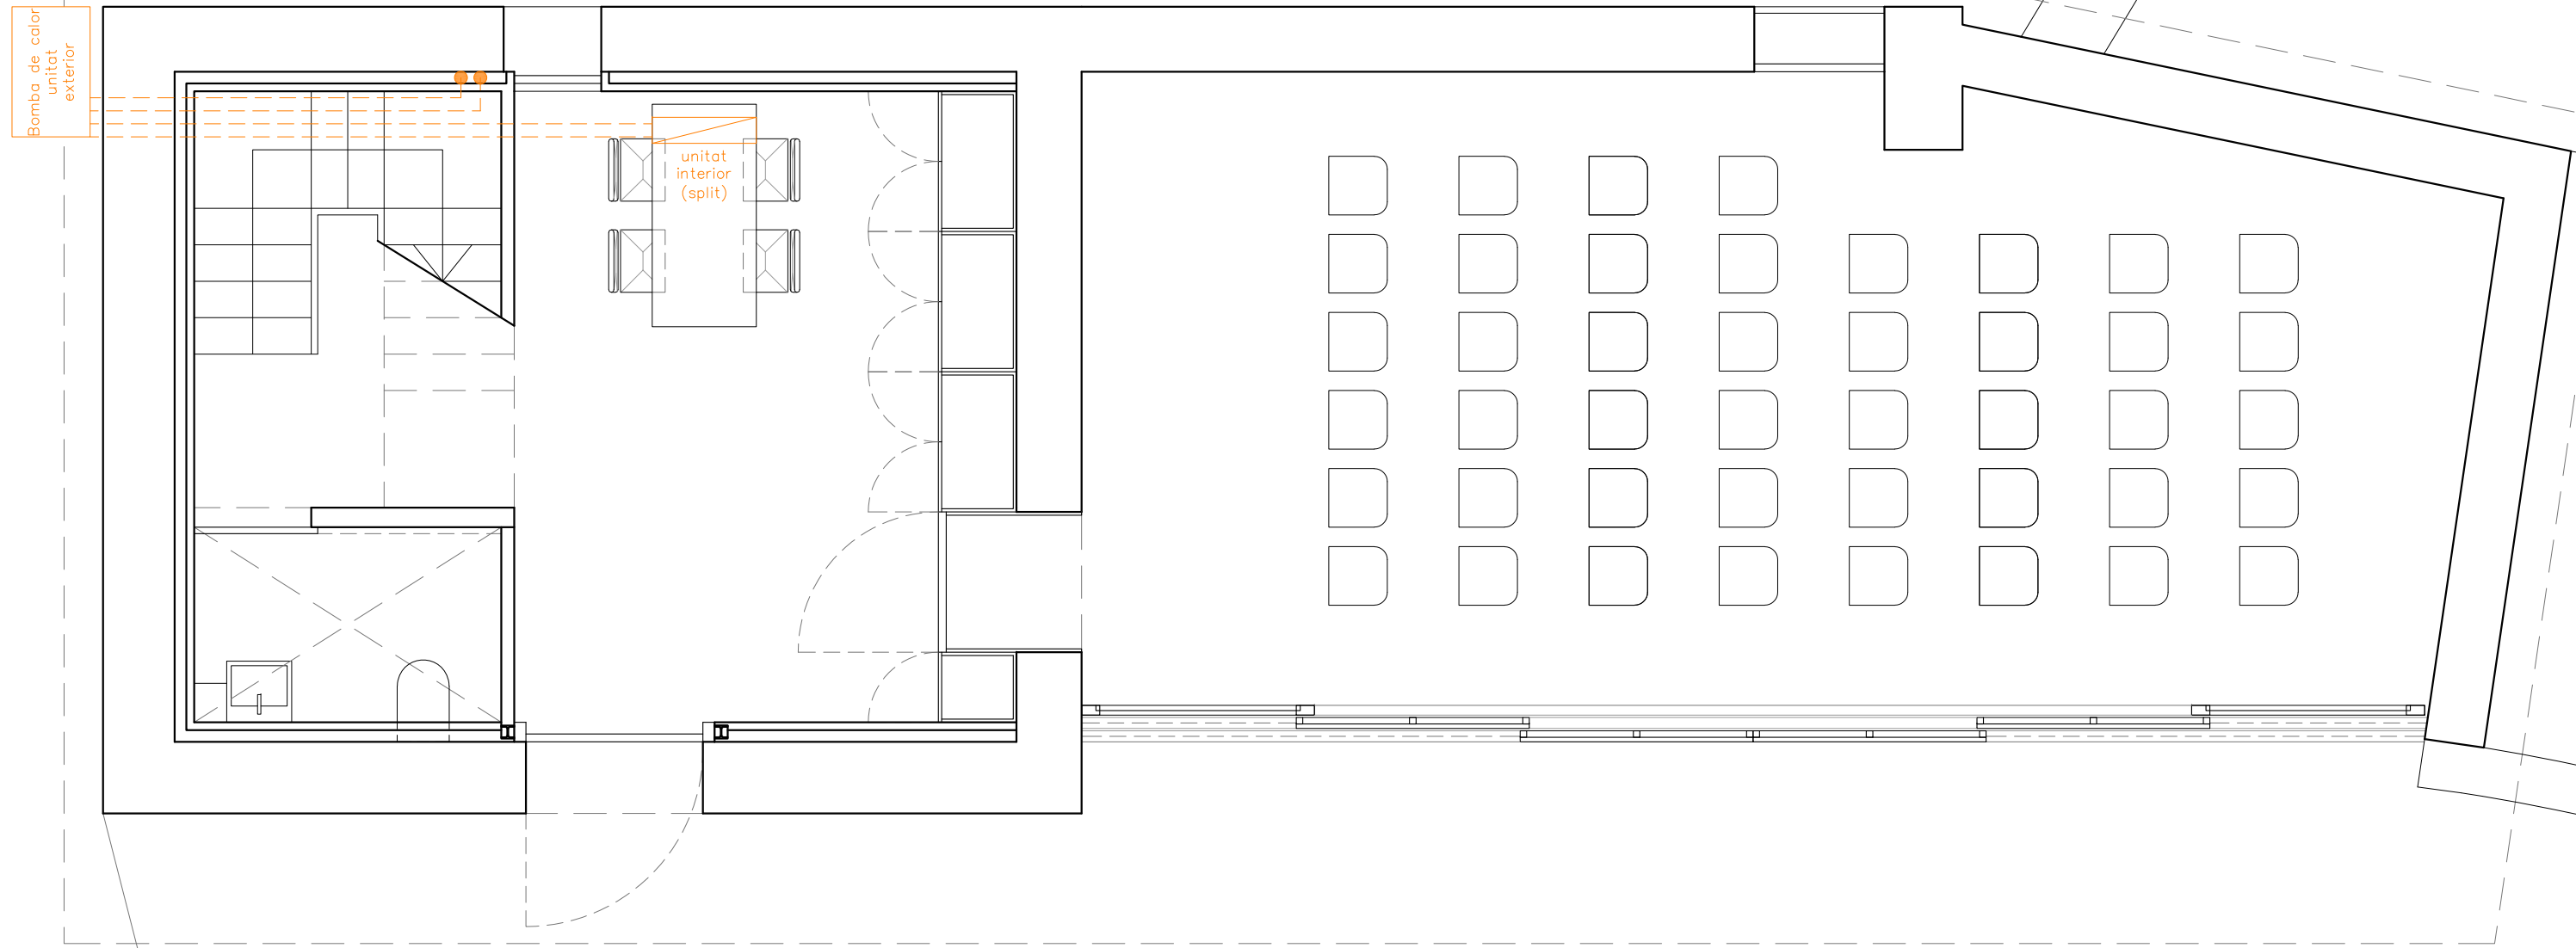 Bomba de calor
unitat
exterior
unitat
interior
(split)